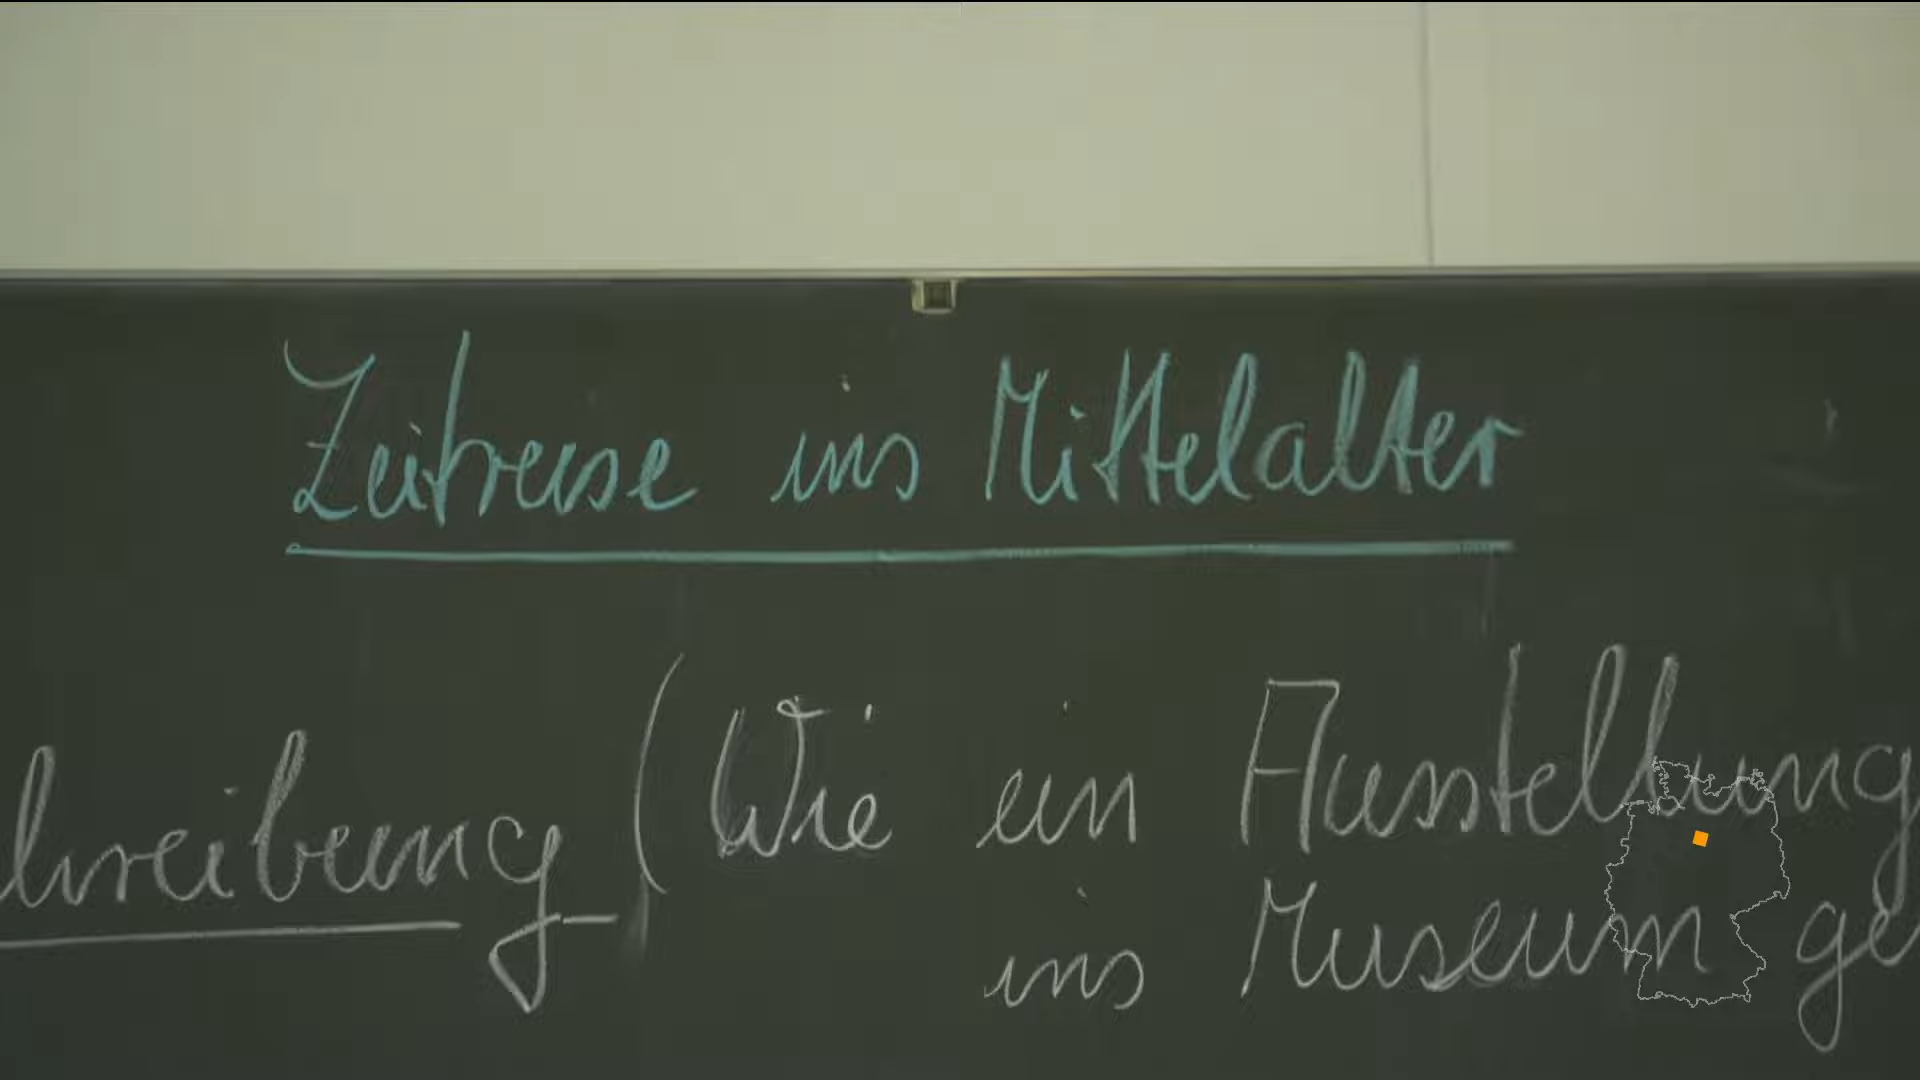 Zeitreise ins Mittelalter
hreibung (Wie ein Ausstellung
ins Museum ge